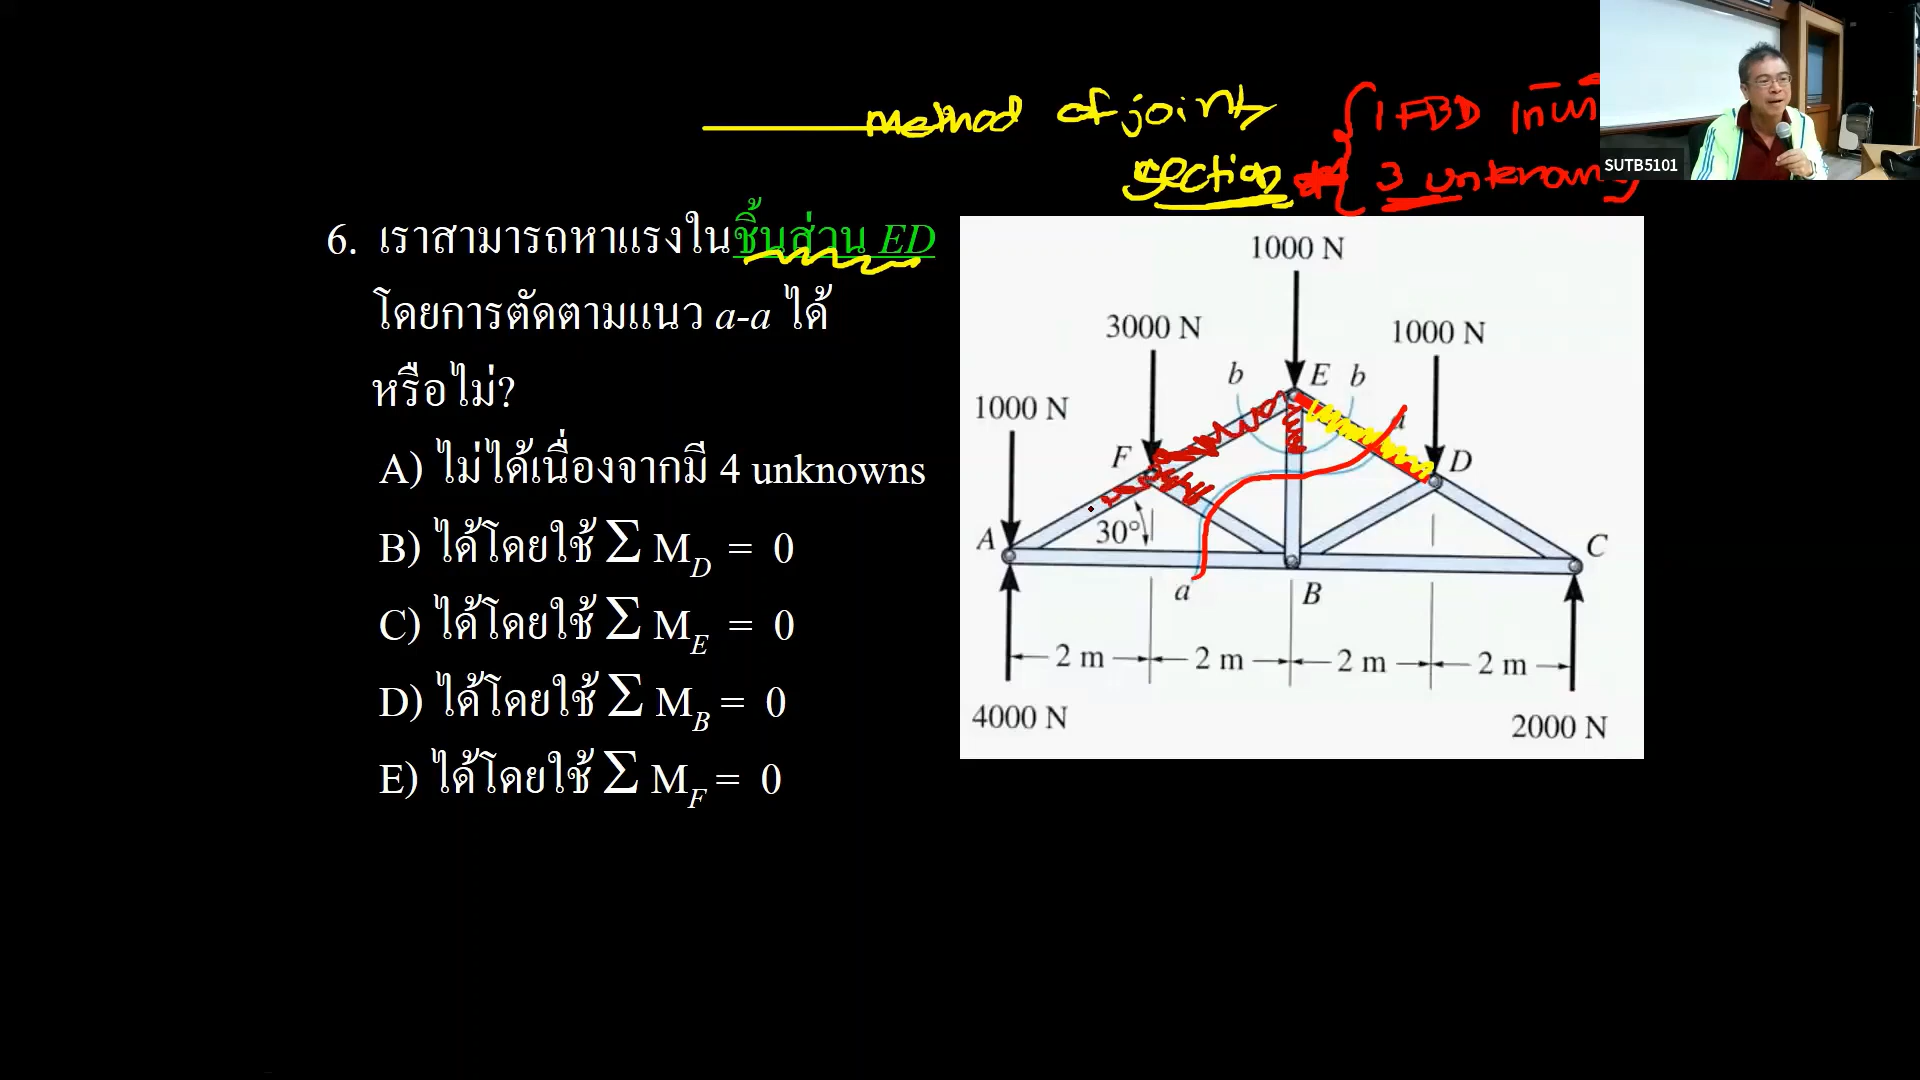 method of joints
section
1 FBD
3 unknowns
SUTB5101
6. เราสามารถหาแรงในชิ้นส่วน ED
โดยการตัดตามแนว a-a ได้
หรือไม่?
A) ไม่ได้เนื่องจากมี 4 unknowns
B) ได้โดยใช้ Σ M_D = 0
C) ได้โดยใช้ Σ M_E = 0
D) ได้โดยใช้ Σ M_B = 0
E) ได้โดยใช้ Σ M_F = 0
1000 N
3000 N
1000 N
b E b
1000 N
a
F D
30°
A C
a B
2 m 2 m 2 m 2 m
4000 N 2000 N